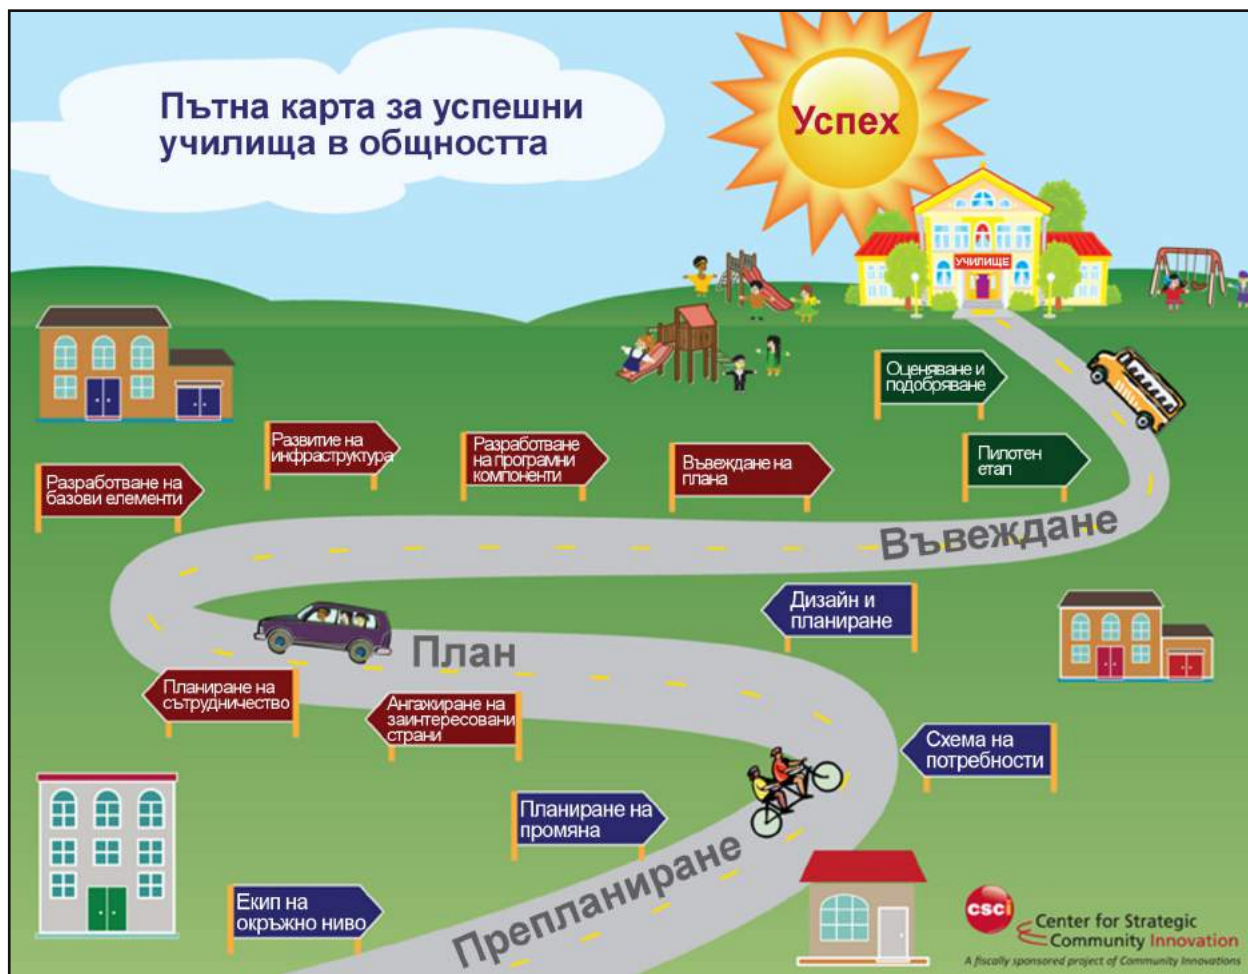 Пътна карта за успешни
училища в общността
Успех
УЧИЛИЩЕ
Оценяване и
подобряване
Развитие на
инфраструктура
Разработване
на програмни
компоненти
Въвеждане на
плана
Пилотен
етап
Разработване на
базови елементи
Въвеждане
Дизайн и
планиране
План
Планиране на
сътрудничество
Ангажиране на
заинтересовани
страни
Схема на
потребности
Планиране на
промяна
Препланиране
Екип на
окръжно ниво
csci
Center for Strategic
Community Innovation
A fiscally sponsored project of Community Innovations